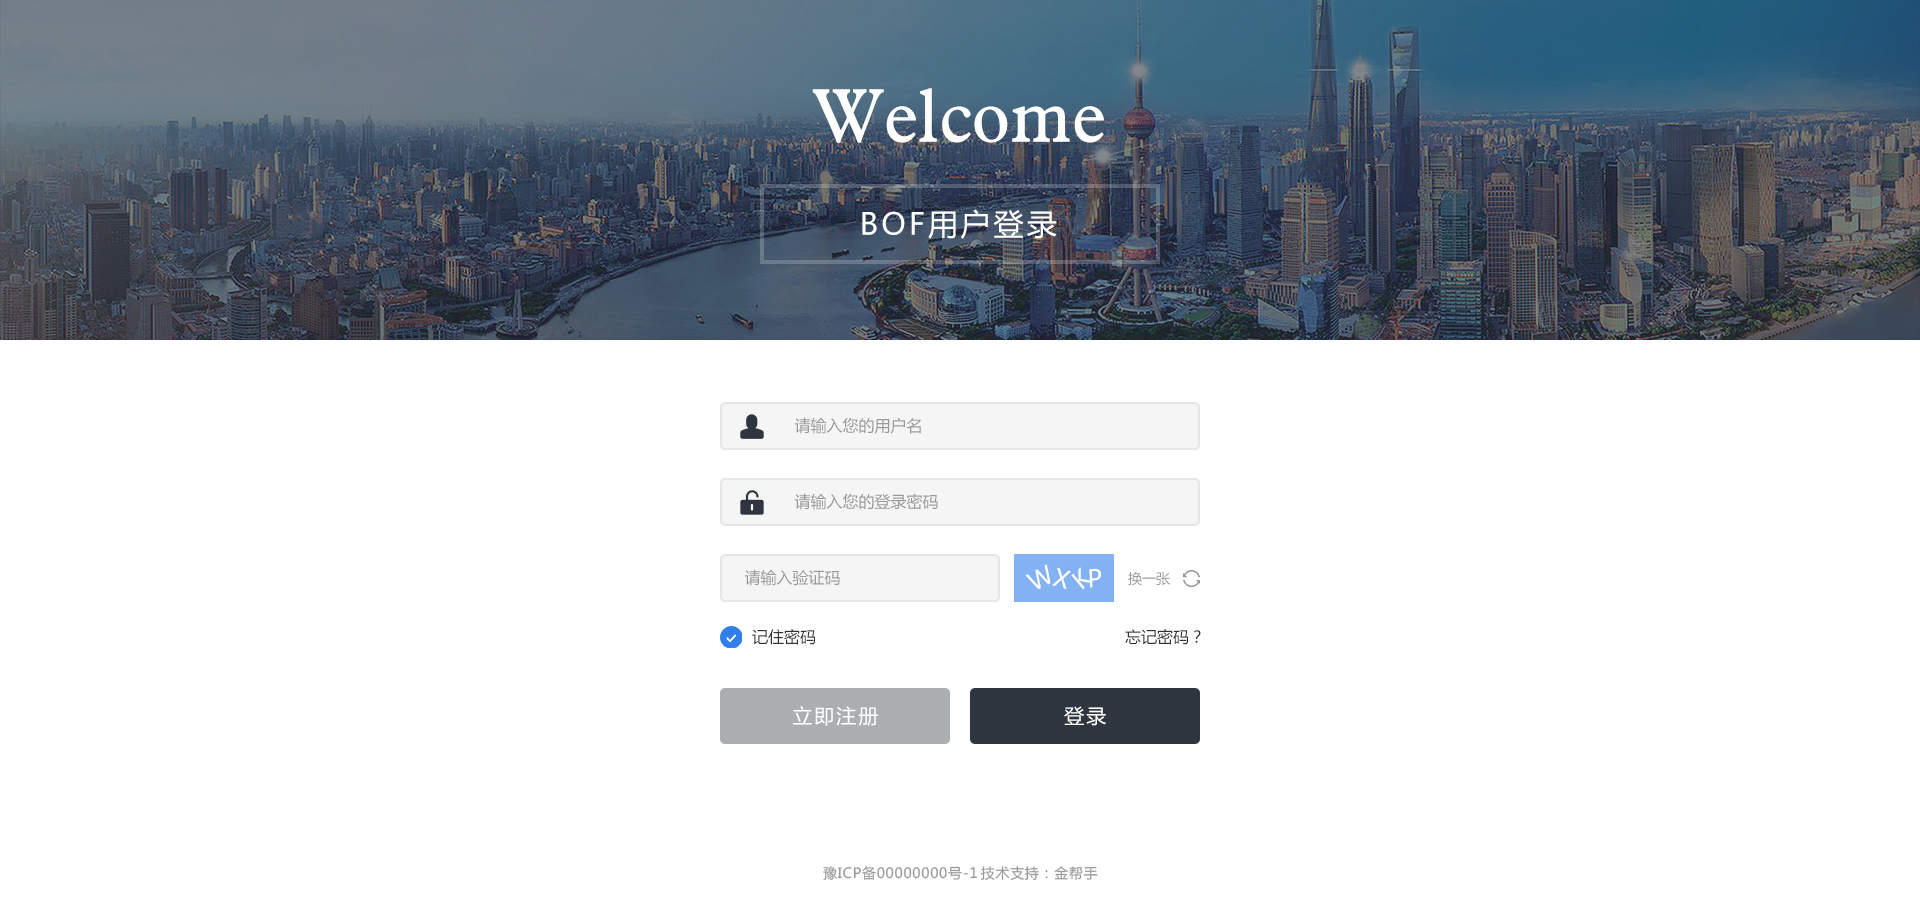 Welcome
BOF用户登录
请输入您的用户名
请输入您的登录密码
请输入验证码
WXKP
换一张
记住密码
忘记密码？
立即注册
登录
豫ICP备00000000号-1 技术支持：金帮手